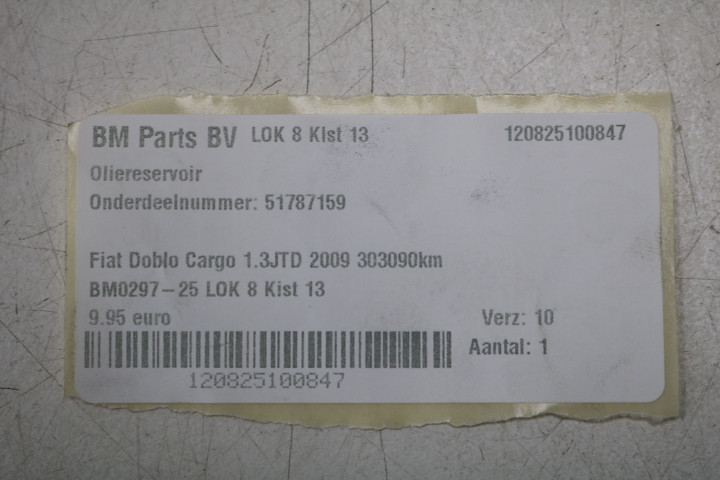 BM Parts BV LOK 8 Kist 13 120825100847
Oliereservoir
Onderdeelnummer: 51787159
Fiat Doblo Cargo 1.3JTD 2009 303090km
BM0297-25 LOK 8 Kist 13
9.95 euro Verz: 10
Aantal: 1
120825100847